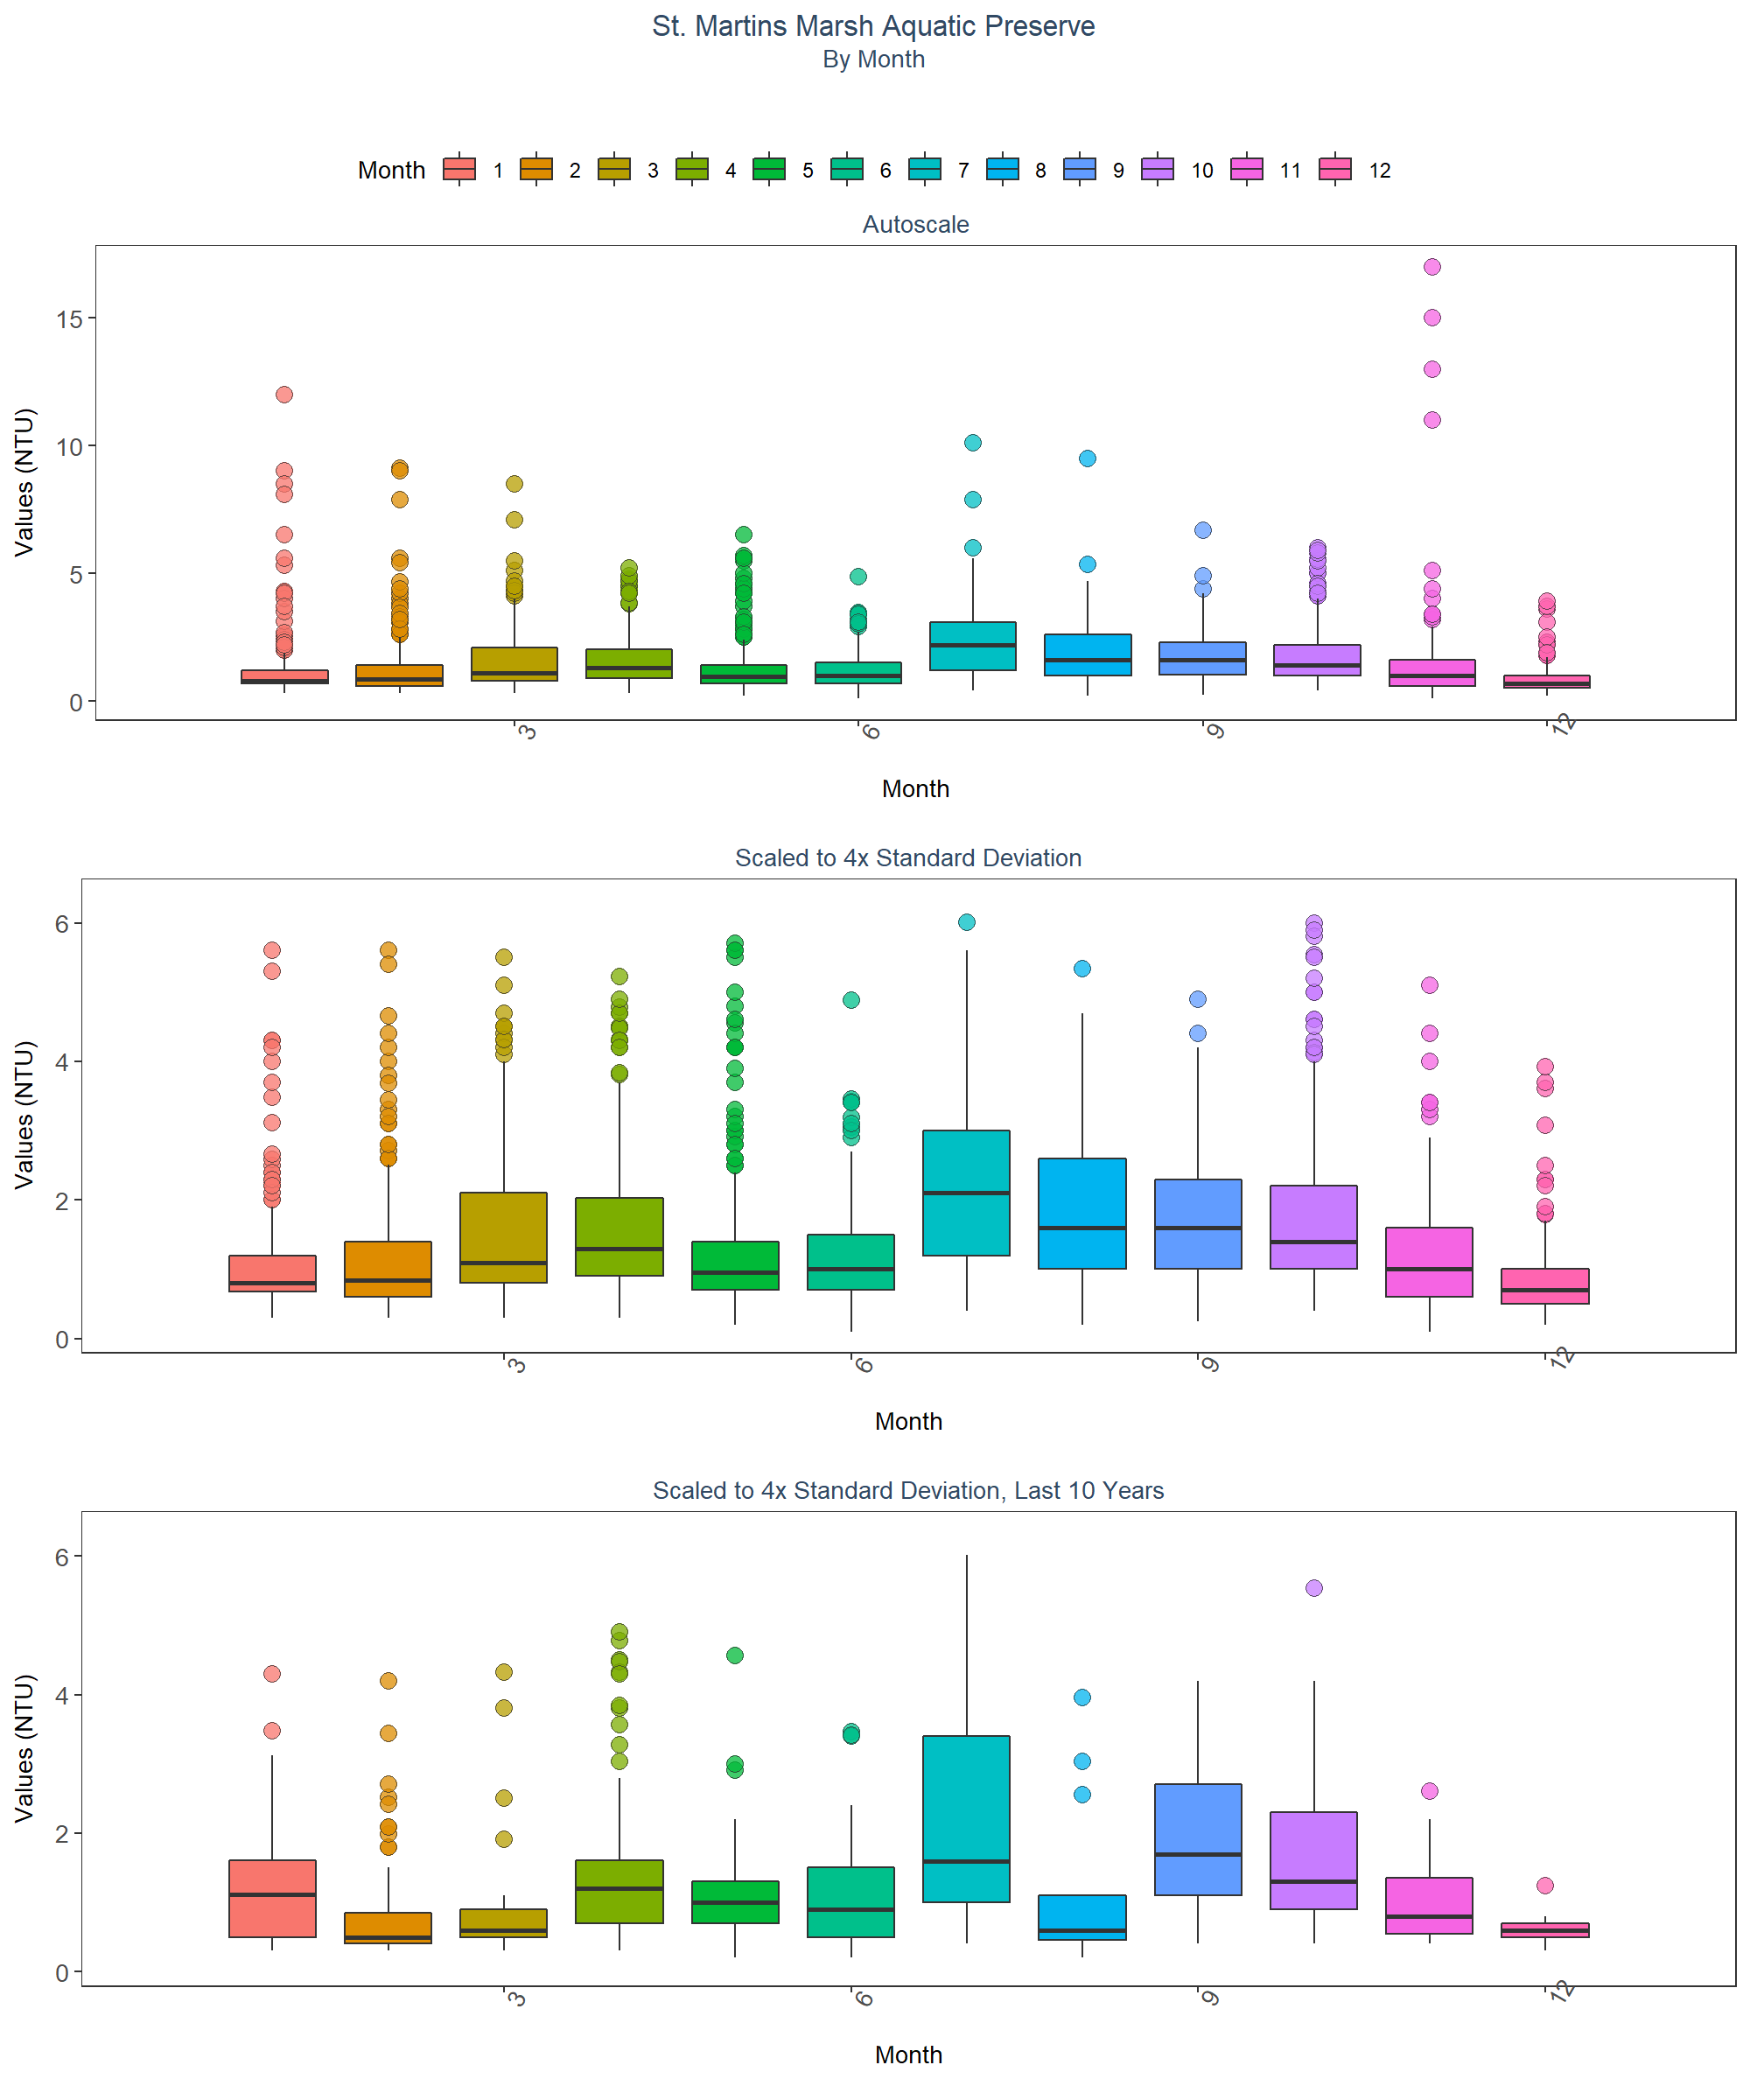 St. Martins Marsh Aquatic Preserve
By Month
Month 1 2 3 4 5 6 7 8 9 10 11 12
Autoscale
Values (NTU)
15
10
5
0
3 6 9 12
Month
Scaled to 4x Standard Deviation
Values (NTU)
6
4
2
0
3 6 9 12
Month
Scaled to 4x Standard Deviation, Last 10 Years
Values (NTU)
6
4
2
0
3 6 9 12
Month